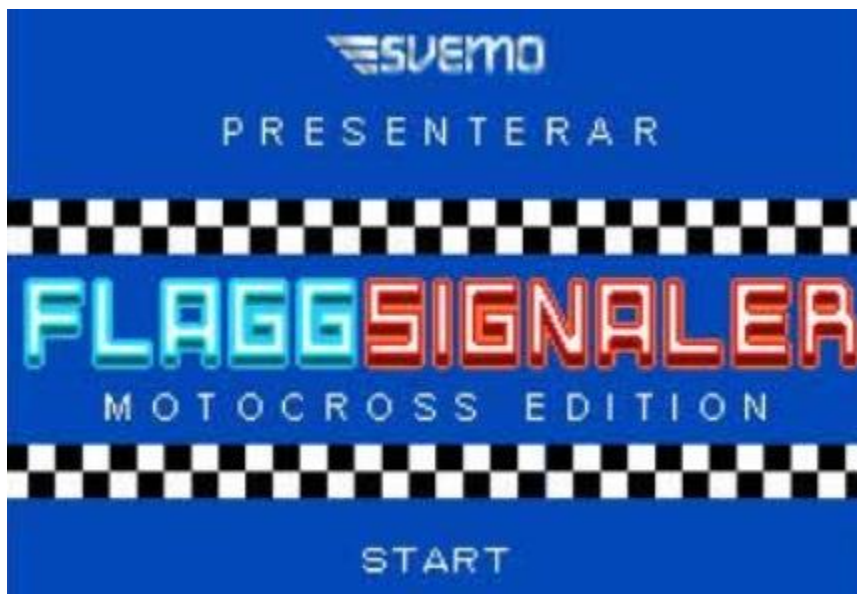 SVEMO
PRESENTERAR
FLAGGSIGNALER
MOTOCROSS EDITION
START